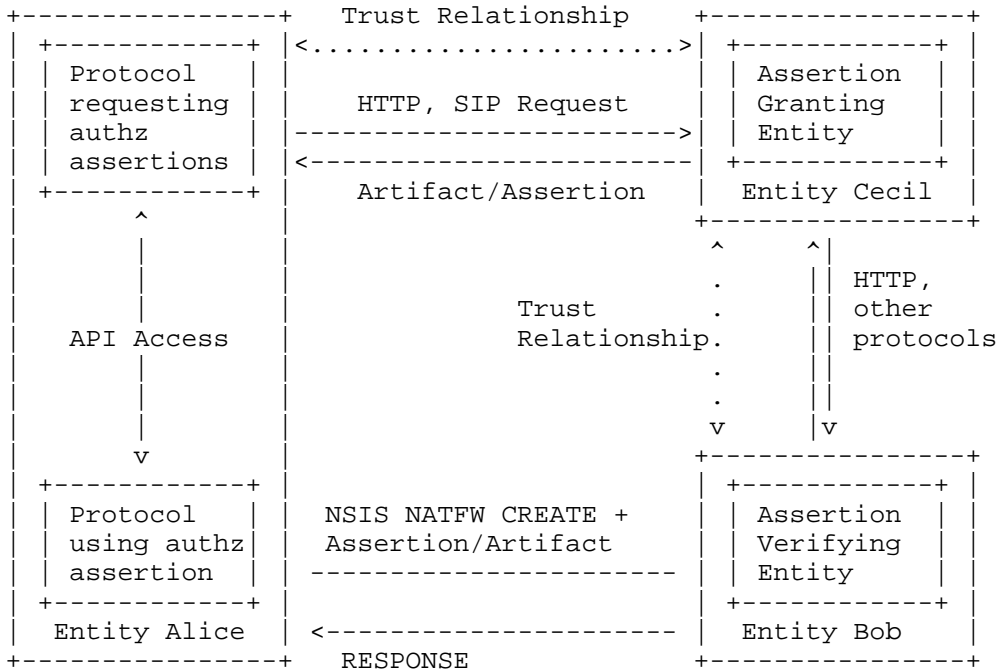 Trust Relationship
Protocol
requesting
authz
assertions
HTTP, SIP Request
Artifact/Assertion
Assertion
Granting
Entity
Entity Cecil
API Access
Trust
Relationship
HTTP,
other
protocols
Protocol
using authz
assertion
Entity Alice
NSIS NATFW CREATE +
Assertion/Artifact
RESPONSE
Assertion
Verifying
Entity
Entity Bob